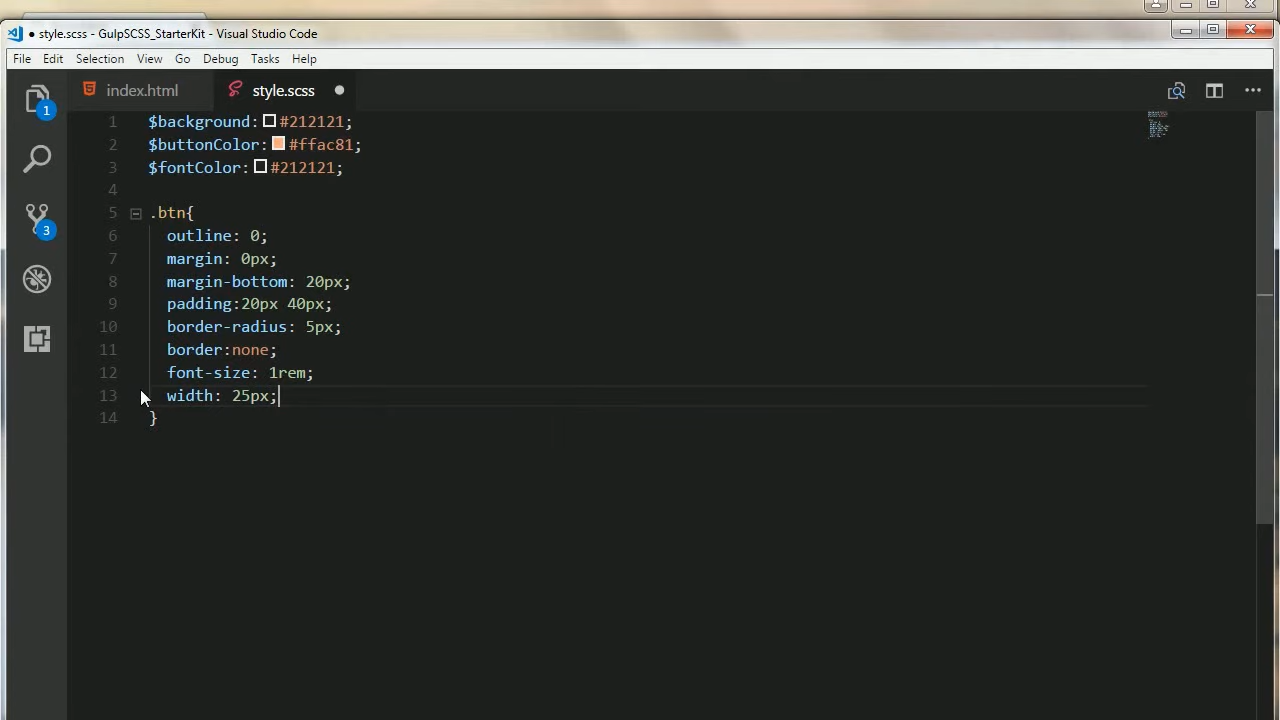 ● style.scss - GulpSCSS_StarterKit - Visual Studio Code
File Edit Selection View Go Debug Tasks Help
index.html style.scss ●
1
3
1 $background: #212121;
2 $buttonColor: #ffac81;
3 $fontColor: #212121;
4
5 .btn{
6 outline: 0;
7 margin: 0px;
8 margin-bottom: 20px;
9 padding:20px 40px;
10 border-radius: 5px;
11 border:none;
12 font-size: 1rem;
13 width: 25px;
14 }